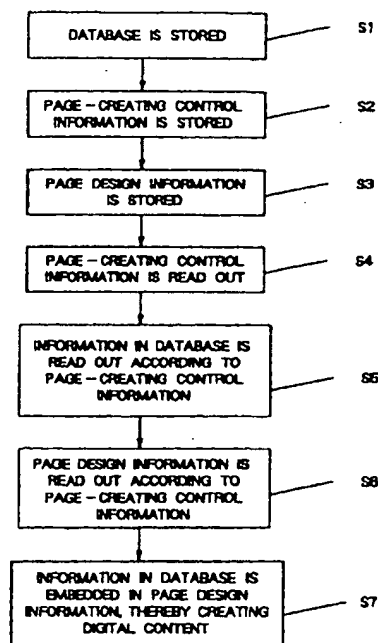 DATABASE IS STORED
S1
PAGE-CREATING CONTROL
INFORMATION IS STORED
S2
PAGE DESIGN INFORMATION
IS STORED
S3
PAGE-CREATING CONTROL
INFORMATION IS READ OUT
S4
INFORMATION IN DATABASE IS
READ OUT ACCORDING TO
PAGE-CREATING CONTROL
INFORMATION
S5
PAGE DESIGN INFORMATION IS
READ OUT ACCORDING TO
PAGE-CREATING CONTROL
INFORMATION
S6
INFORMATION IN DATABASE IS
EMBEDDED IN PAGE DESIGN
INFORMATION, THEREBY CREATING
DIGITAL CONTENT
S7